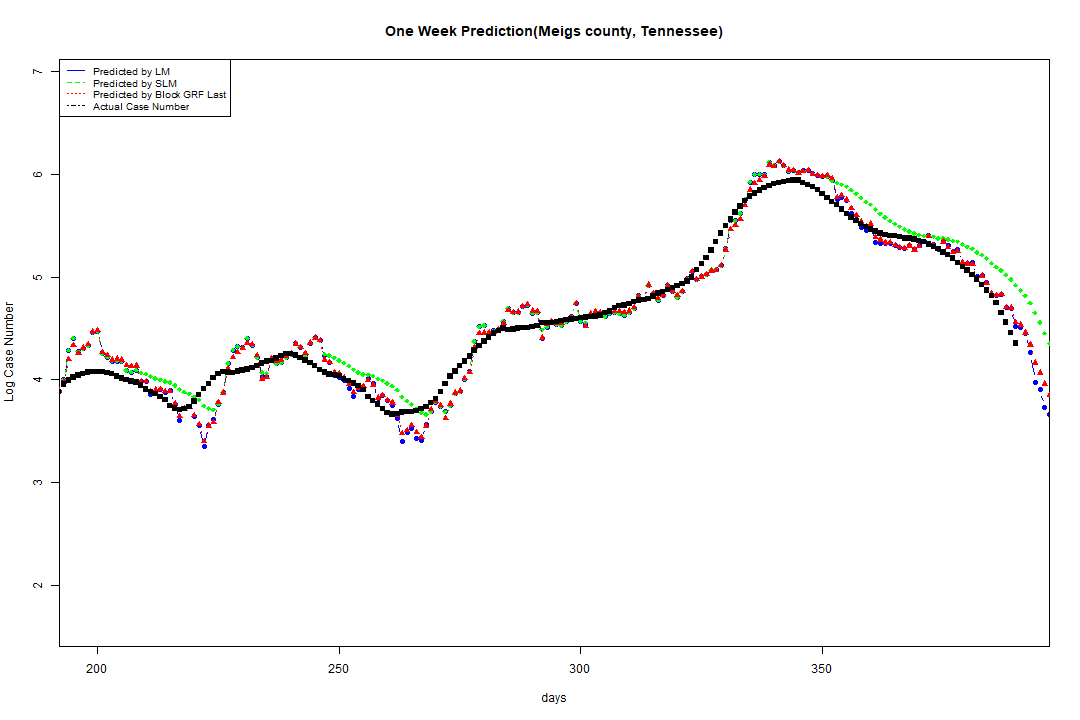 One Week Prediction(Meigs county, Tennessee)
Predicted by LM
Predicted by SLM
Predicted by Block GRF Last
Actual Case Number
Log Case Number
7
6
5
4
3
2
200 250 300 350
days